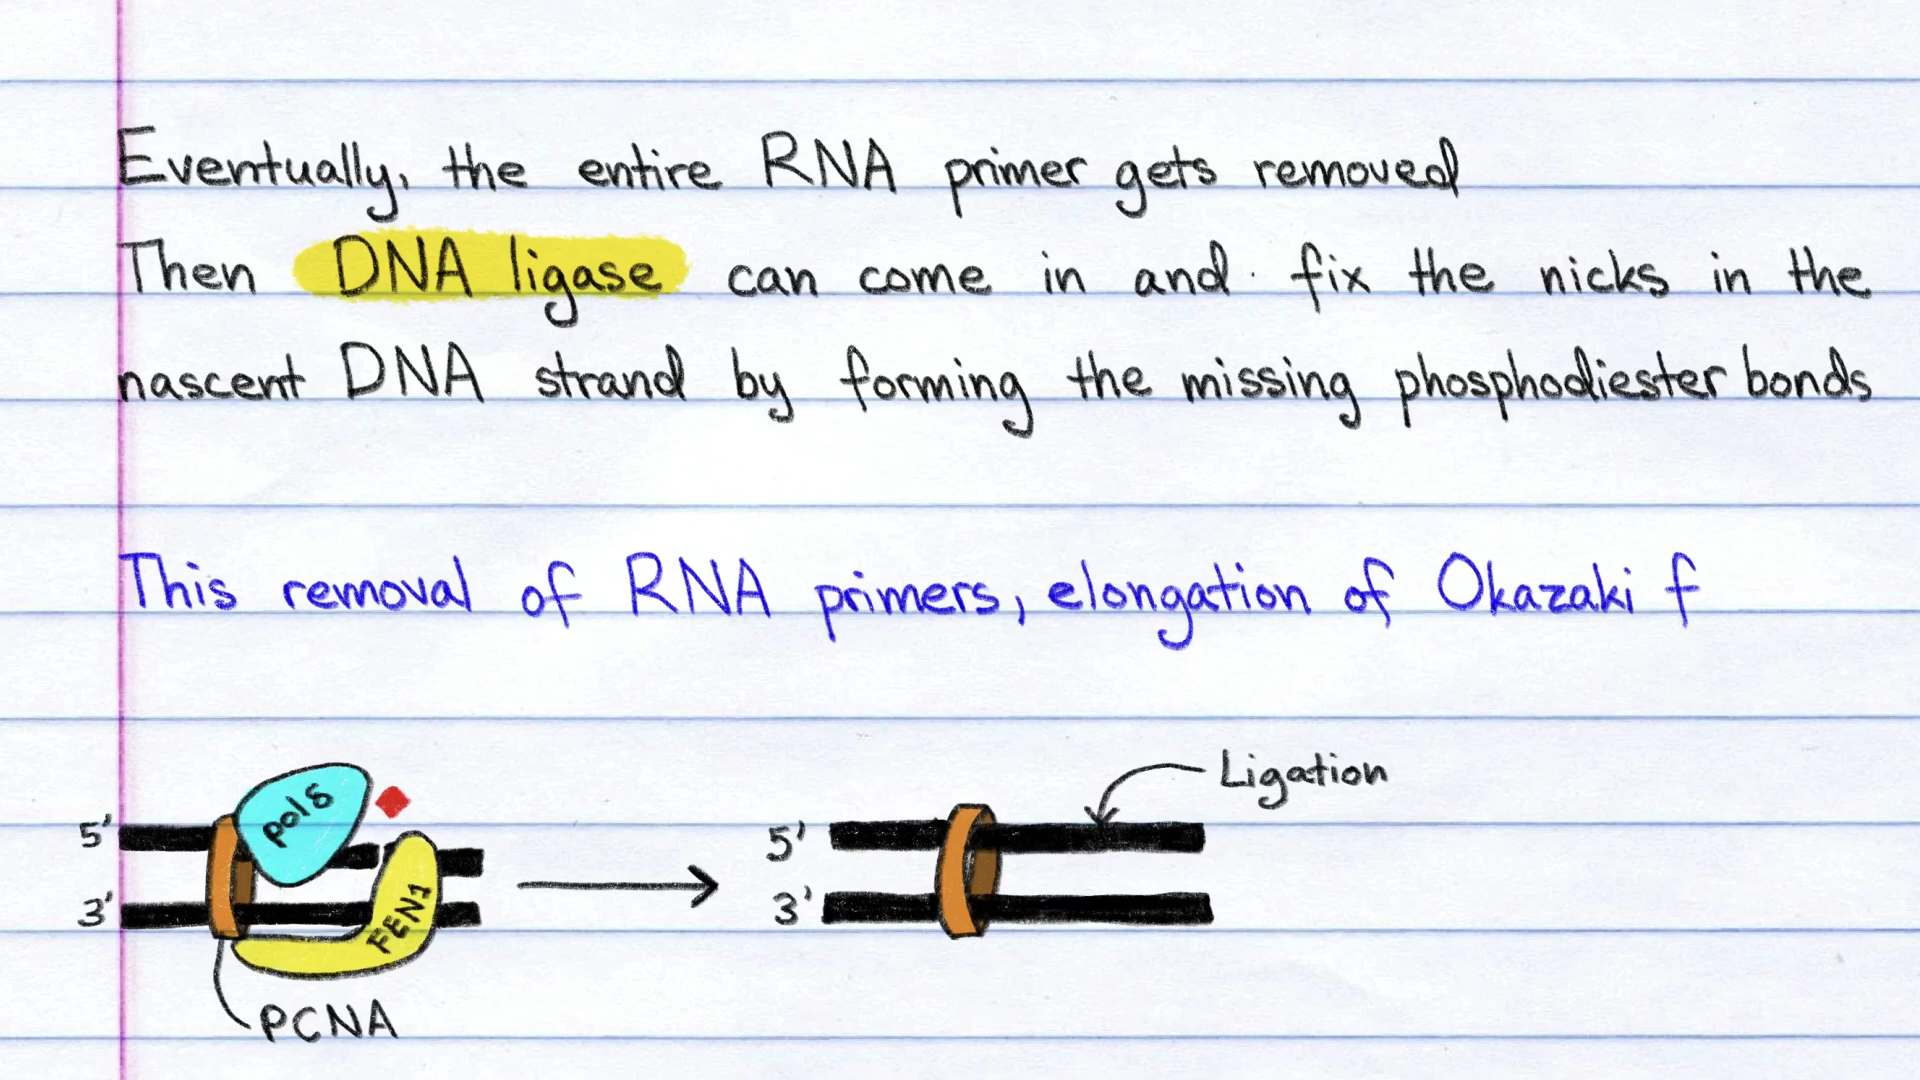 Eventually, the entire RNA primer gets removed
Then DNA ligase can come in and fix the nicks in the
nascent DNA strand by forming the missing phosphodiester bonds
This removal of RNA primers, elongation of Okazaki f
Ligation
pol δ
5'
5'
3'
3'
FEN1
PCNA